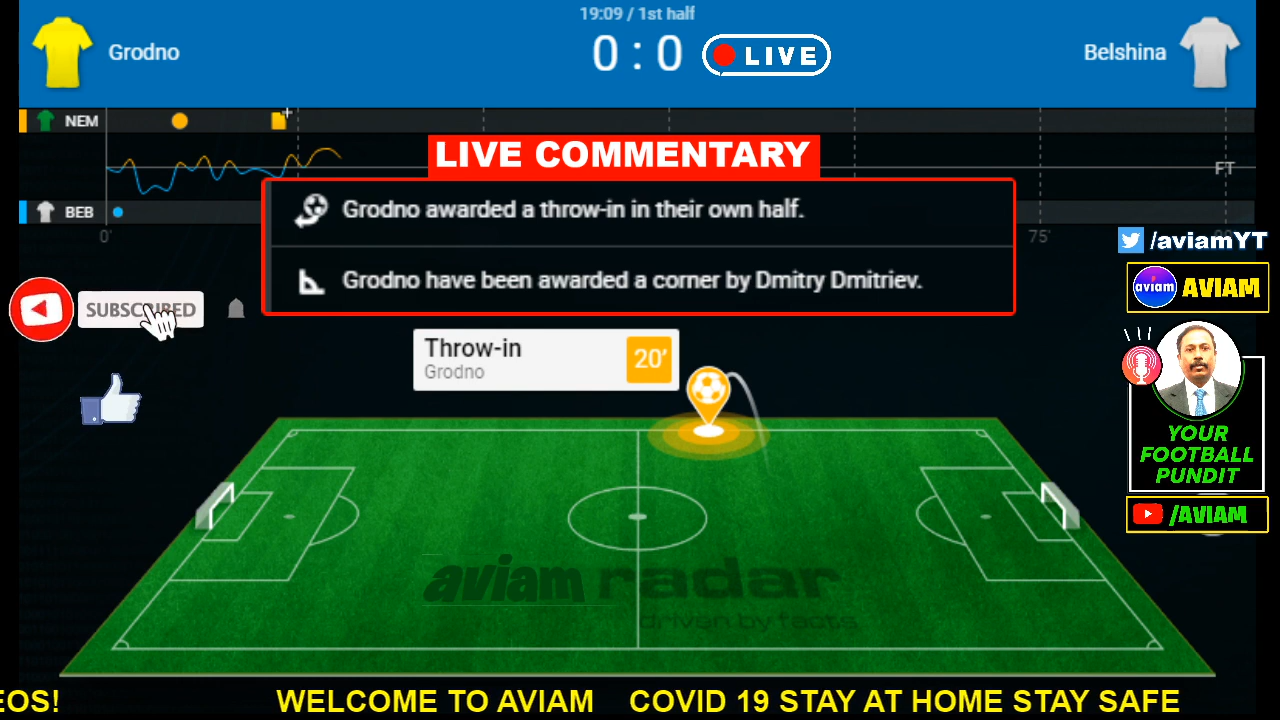 19:09 / 1st half
Grodno
0 : 0
LIVE
Belshina
NEM
LIVE COMMENTARY
FT
Grodno awarded a throw-in in their own half.
BEB
0'
75'
/aviamYT
Grodno have been awarded a corner by Dmitry Dmitriev.
aviam AVIAM
SUBSCRIBED
Throw-in
Grodno
20'
YOUR
FOOTBALL
PUNDIT
/AVIAM
aviam radar
driven by facts
EOS! WELCOME TO AVIAM COVID 19 STAY AT HOME STAY SAFE